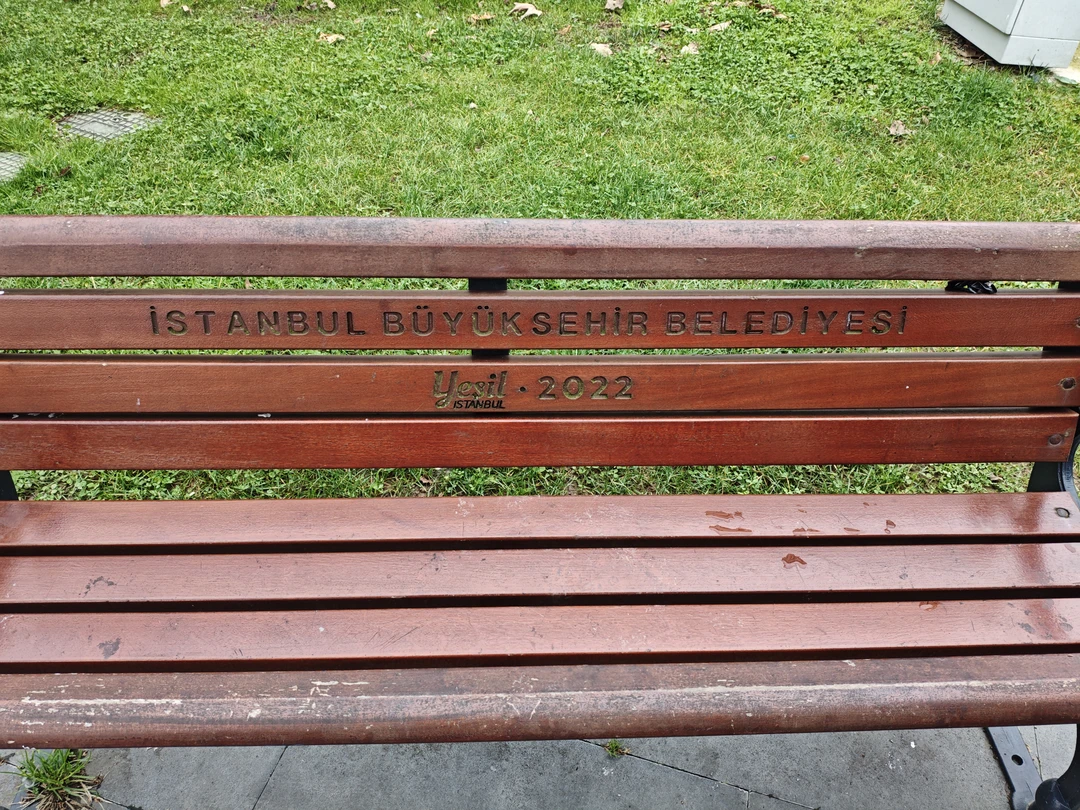 İSTANBUL BÜYÜKŞEHİR BELEDİYESİ
Yeşil · 2022
İSTANBUL